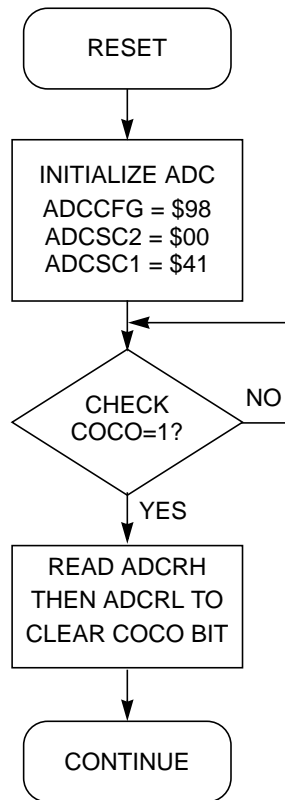 RESET
INITIALIZE ADC
ADCCFG = $98
ADCSC2 = $00
ADCSC1 = $41
CHECK
COCO=1?
NO
YES
READ ADCRH
THEN ADCRL TO
CLEAR COCO BIT
CONTINUE